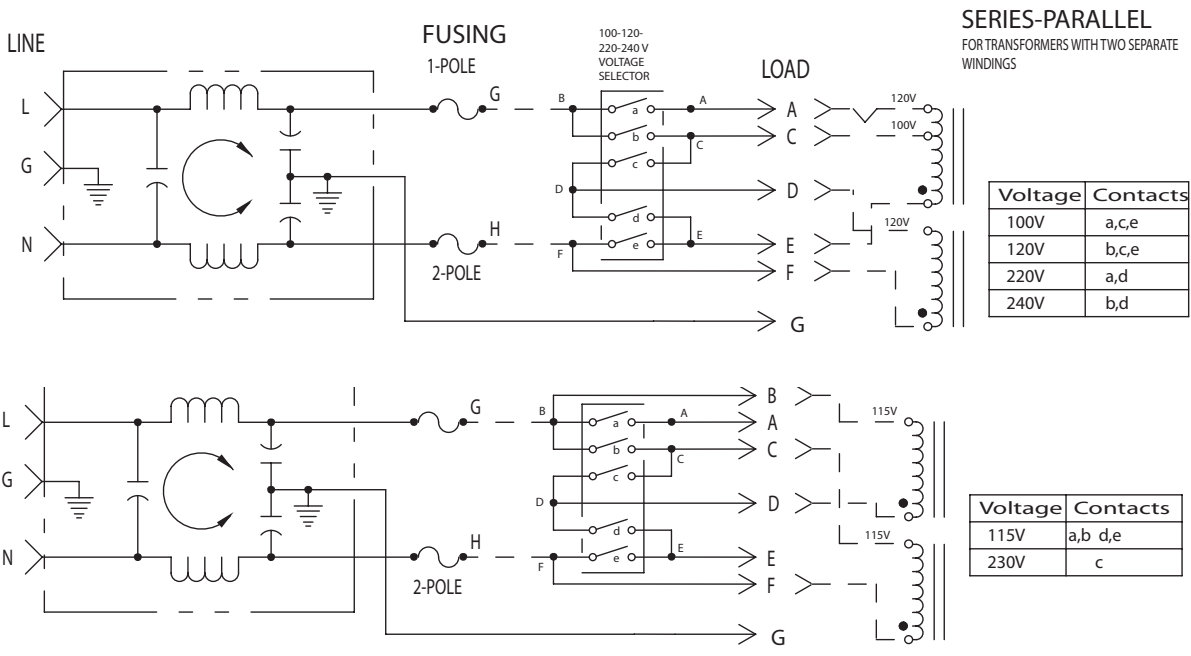 SERIES-PARALLEL
FOR TRANSFORMERS WITH TWO SEPARATE
WINDINGS
LINE
FUSING
1-POLE
100-120-
220-240 V
VOLTAGE
SELECTOR
LOAD
L
G
B
a
A
A
120V
b
C
C
100V
G
c
D
D
Voltage Contacts
100V a,c,e
120V b,c,e
220V a,d
240V b,d
N
H
d
120V
F
e
E
E
2-POLE
F
G
B
L
G
B
a
A
A
115V
b
C
C
G
c
D
D
Voltage Contacts
115V a,b d,e
230V c
N
H
d
115V
F
e
E
E
2-POLE
F
G